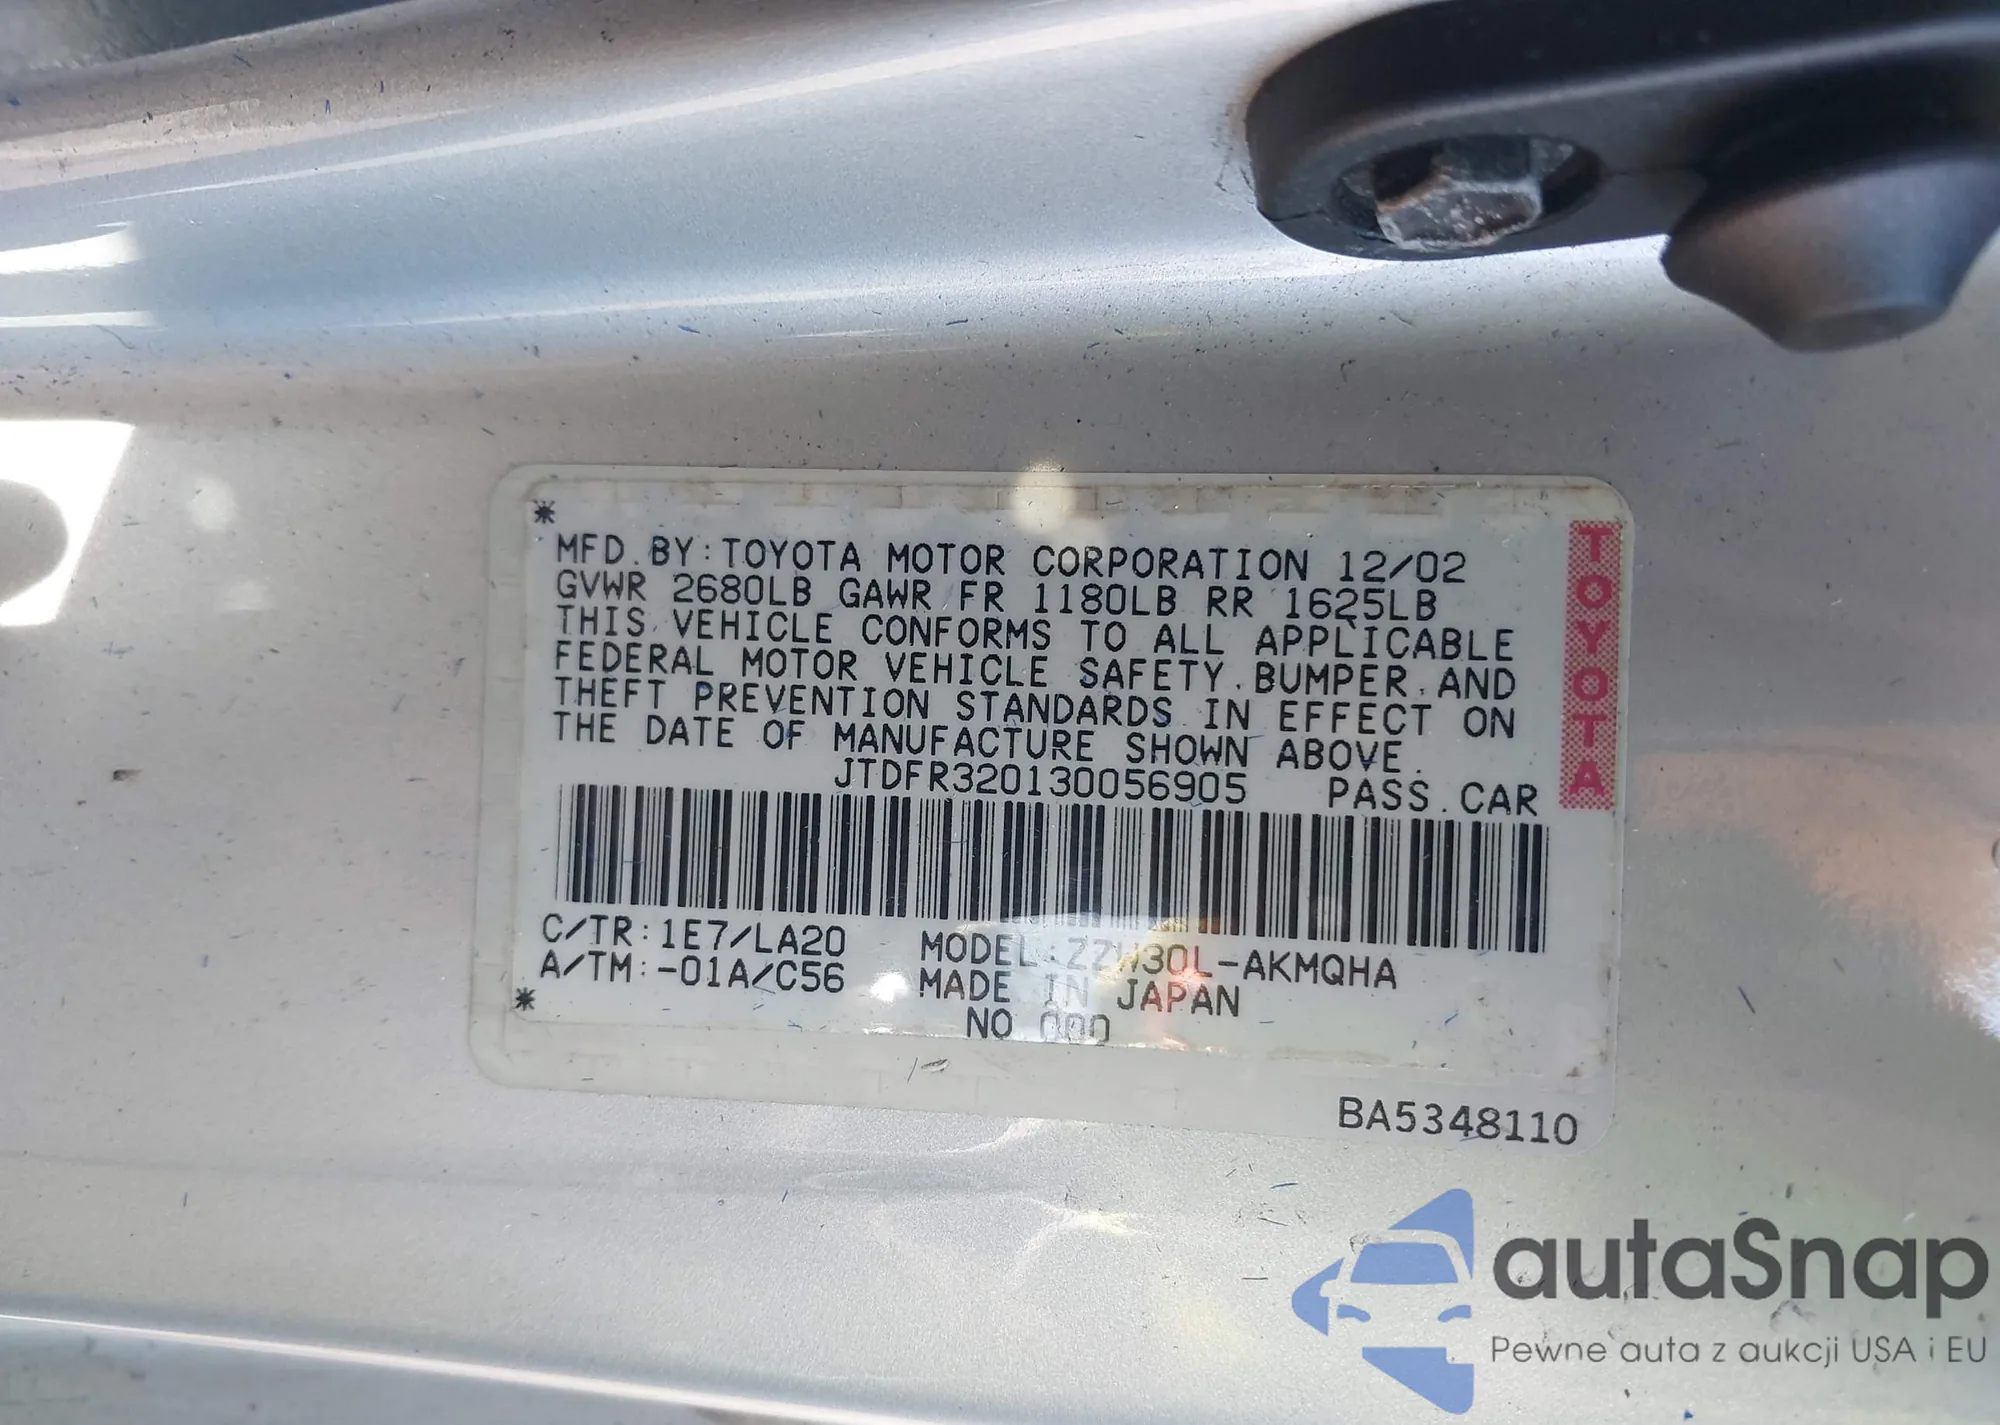 MFD. BY: TOYOTA MOTOR CORPORATION 12/02
GVWR 2680LB GAWR FR 1180LB RR 1625LB
THIS VEHICLE CONFORMS TO ALL APPLICABLE
FEDERAL MOTOR VEHICLE SAFETY, BUMPER, AND
THEFT PREVENTION STANDARDS IN EFFECT ON
THE DATE OF MANUFACTURE SHOWN ABOVE.
JTDFR320130056905 PASS. CAR
TOYOTA
C/TR: 1E7/LA20 MODEL: ZZW30L-AKMQHA
A/TM: -01A/C56 MADE IN JAPAN
NO 000
BA5348110
autaSnap
Pewne auta z aukcji USA i EU